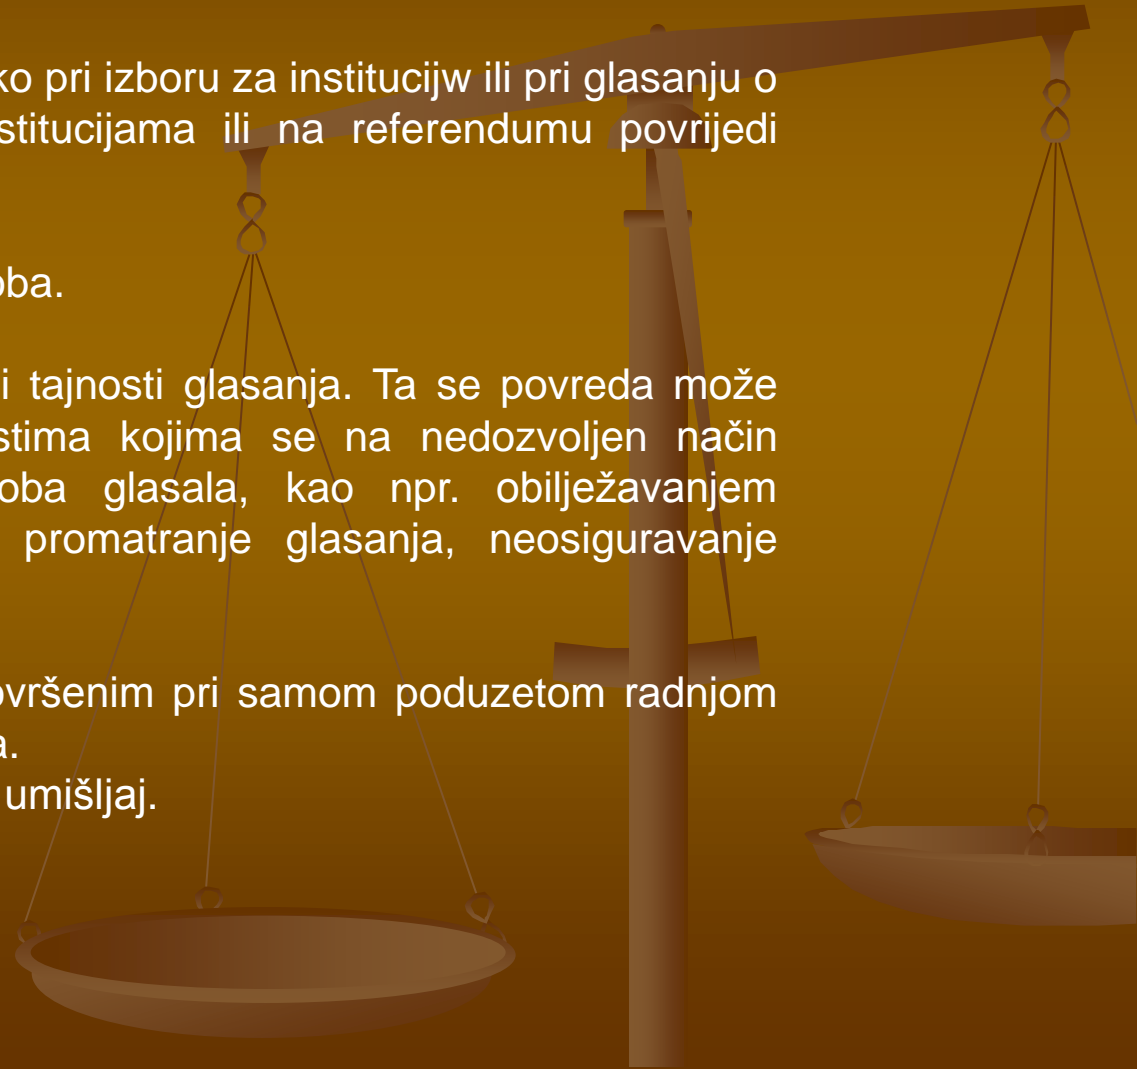 ko pri izboru za institucijw ili pri glasanju o
stitucijama ili na referendumu povrijedi
oba.
i tajnosti glasanja. Ta se povreda može
stima kojima se na nedozvoljen način
oba glasala, kao npr. obilježavanjem
promatranje glasanja, neosiguravanje
ovršenim pri samom poduzetom radnjom
a.
umišljaj.